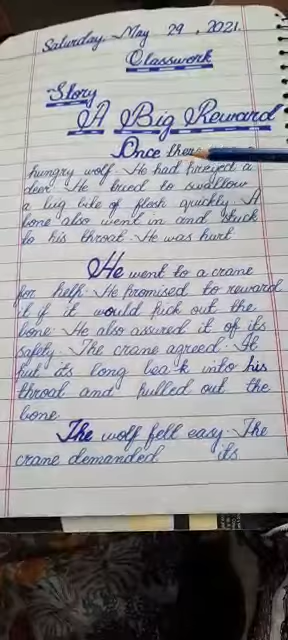 Saturday, May 29, 2021.
Classwork
Story
A Big Reward
Once there
hungry wolf. He had preyed a
deer. He tried to swallow
a big bite of flesh quickly. A
bone also went in and stuck
to his throat. He was hurt
He went to a crane
for help. He promised to reward
it if it would pick out the
bone. He also assured it of its
safety. The crane agreed. It
put its long beak into his
throat and pulled out the
bone
The wolf felt easy. The
crane demanded its